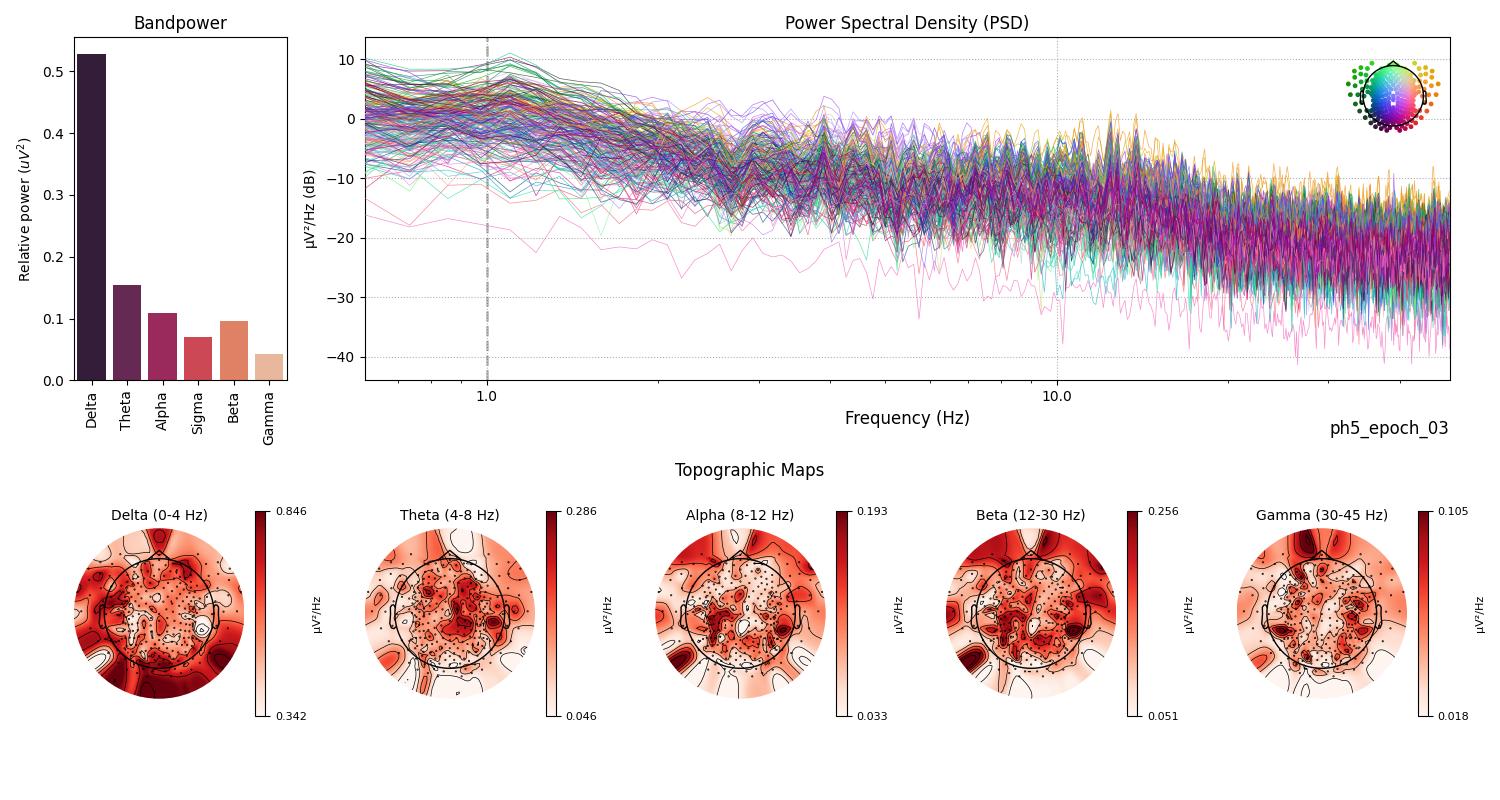 Bandpower
Relative power (uV²)
0.5
0.4
0.3
0.2
0.1
0.0
Delta
Theta
Alpha
Sigma
Beta
Gamma
Power Spectral Density (PSD)
µV²/Hz (dB)
10
0
−10
−20
−30
−40
1.0
10.0
Frequency (Hz)
ph5_epoch_03
Topographic Maps
Delta (0-4 Hz)
0.846
0.342
µV²/Hz
Theta (4-8 Hz)
0.286
0.046
µV²/Hz
Alpha (8-12 Hz)
0.193
0.033
µV²/Hz
Beta (12-30 Hz)
0.256
0.051
µV²/Hz
Gamma (30-45 Hz)
0.105
0.018
µV²/Hz